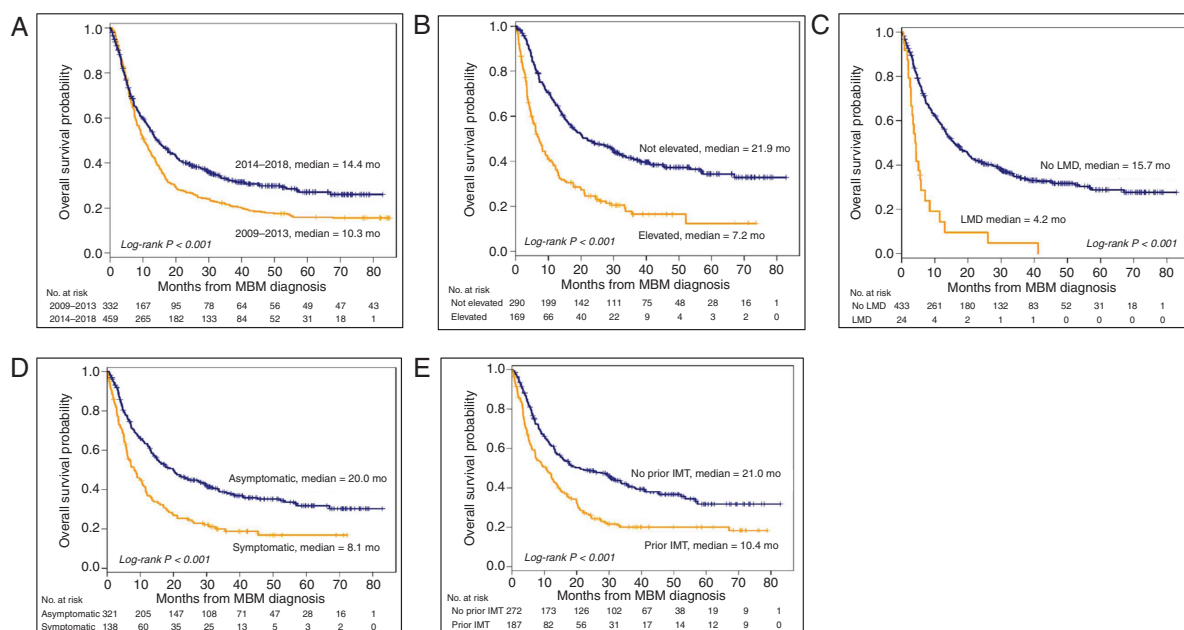 A
Overall survival probability
1.0
0.8
0.6
0.4
0.2
0.0
2014–2018, median = 14.4 mo
2009–2013, median = 10.3 mo
Log-rank P < 0.001
0 10 20 30 40 50 60 70 80
Months from MBM diagnosis
No. at risk
2009–2013 332 167 95 78 64 56 49 47 43
2014–2018 459 265 182 133 84 52 31 18 1
B
Overall survival probability
1.0
0.8
0.6
0.4
0.2
0.0
Not elevated, median = 21.9 mo
Elevated, median = 7.2 mo
Log-rank P < 0.001
0 10 20 30 40 50 60 70 80
Months from MBM diagnosis
No. at risk
Not elevated 290 199 142 111 75 48 28 16 1
Elevated 169 66 40 22 9 4 3 2 0
C
Overall survival probability
1.0
0.8
0.6
0.4
0.2
0.0
No LMD, median = 15.7 mo
LMD median = 4.2 mo
Log-rank P < 0.001
0 10 20 30 40 50 60 70 80
Months from MBM diagnosis
No. at risk
No LMD 433 261 180 132 83 52 31 18 1
LMD 24 4 2 1 1 0 0 0 0
D
Overall survival probability
1.0
0.8
0.6
0.4
0.2
0.0
Asymptomatic, median = 20.0 mo
Symptomatic, median = 8.1 mo
Log-rank P < 0.001
0 10 20 30 40 50 60 70 80
Months from MBM diagnosis
No. at risk
Asymptomatic 321 205 147 108 71 47 28 16 1
Symptomatic 138 60 35 25 13 5 3 2 0
E
Overall survival probability
1.0
0.8
0.6
0.4
0.2
0.0
No prior IMT, median = 21.0 mo
Prior IMT, median = 10.4 mo
Log-rank P < 0.001
0 10 20 30 40 50 60 70 80
Months from MBM diagnosis
No. at risk
No prior IMT 272 173 126 102 67 38 19 9 1
Prior IMT 187 82 56 31 17 14 12 9 0